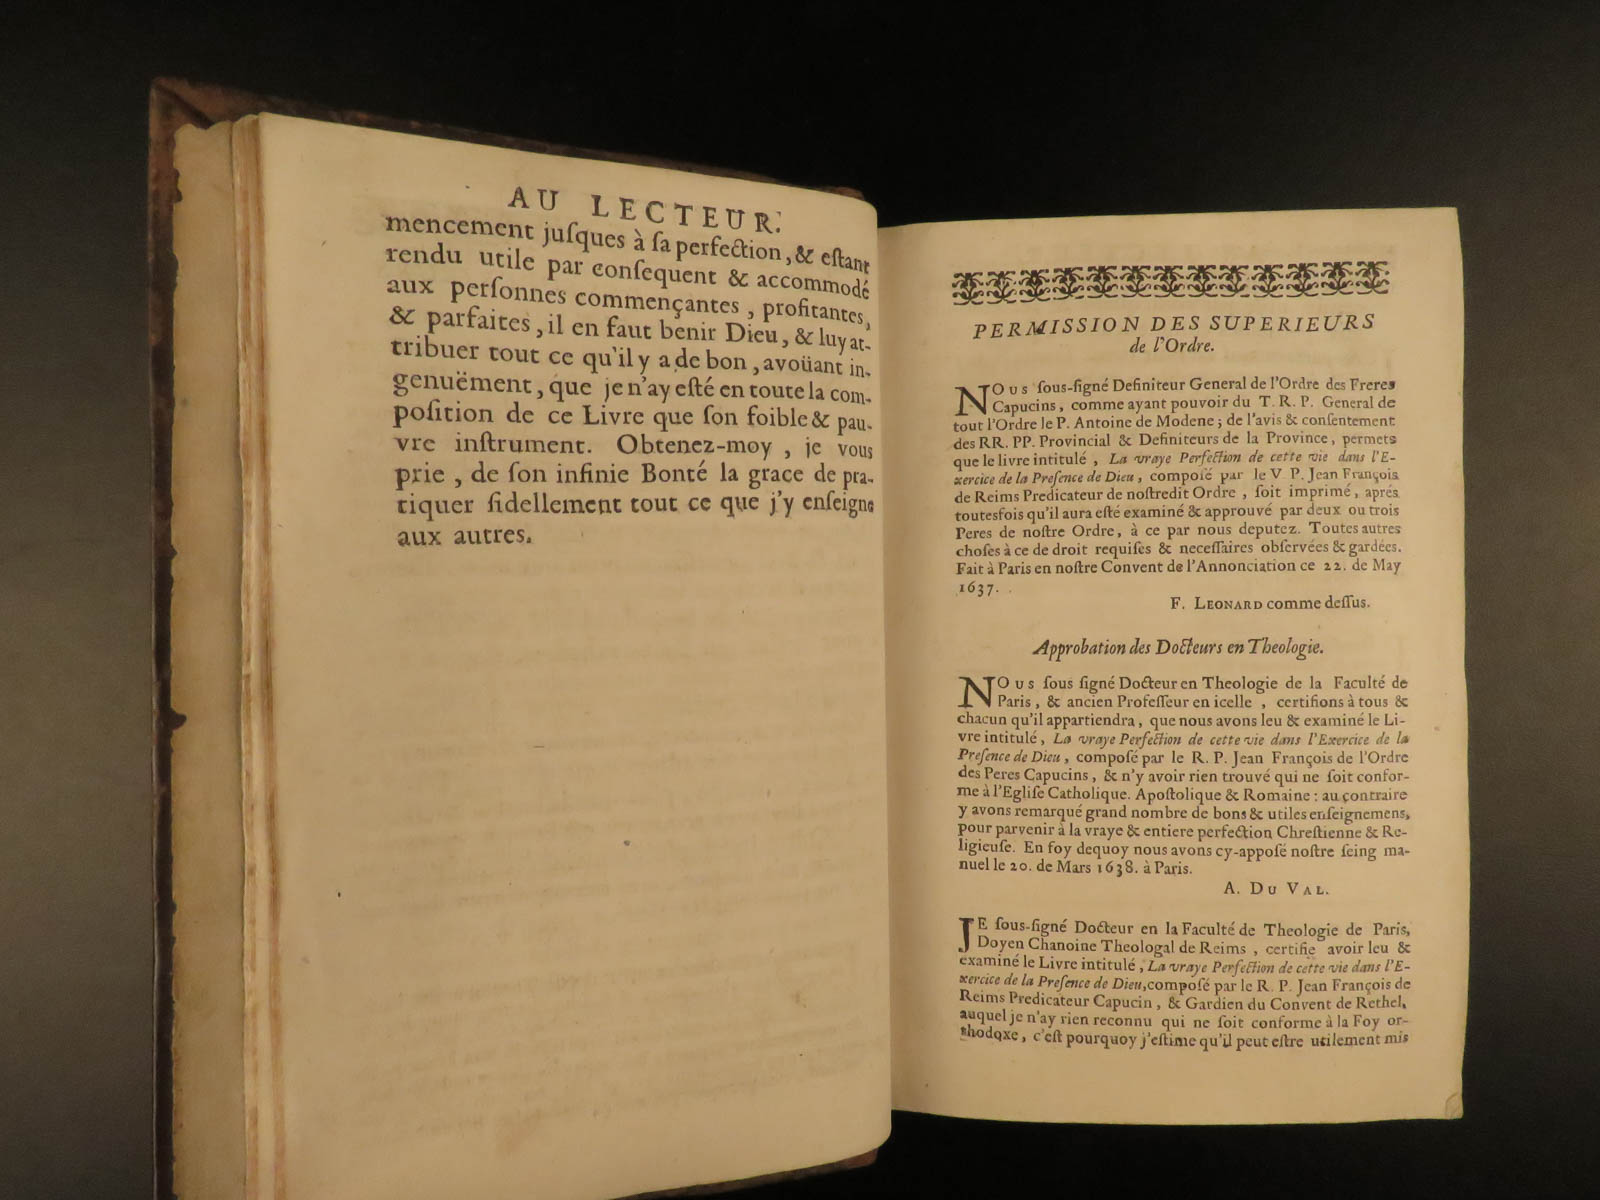 AU LECTEUR.
mencement juſques à ſa perfection, & eſtant
rendu utile par conſequent & accommodé
aux perſonnes commençantes, profitantes,
& parfaites, il en faut benir Dieu, & luy at-
tribuer tout ce qu'il y a de bon, avoüant in-
genuëment, que je n'ay eſté en toute la com-
poſition de ce Livre que ſon foible & pau-
vre inſtrument. Obtenez-moy, je vous
prie, de ſon infinie Bonté la grace de pra-
tiquer fidellement tout ce que j'y enſeigne
aux autres.
PERMISSION DES SUPERIEURS
de l'Ordre.
NOus ſous-ſigné Definiteur General de l'Ordre des Freres
Capucins, comme ayant pouvoir du T. R. P. General de
tout l'Ordre le P. Antoine de Modene; de l'avis & conſentement
des RR. PP. Provincial & Definiteurs de la Province, permets
que le livre intitulé, La vraye Perfection de cette vie dans l'E-
xercice de la Preſence de Dieu, compoſé par le V P. Jean François
de Reims Predicateur de noſtredit Ordre, ſoit imprimé, aprés
toutesfois qu'il aura eſté examiné & approuvé par deux ou trois
Peres de noſtre Ordre, à ce par nous deputez. Toutes autres
choſes à ce de droit requiſes & neceſſaires obſervées & gardées.
Fait à Paris en noſtre Convent de l'Annonciation ce 22. de May
1637.
F. LEONARD comme deſſus.
Approbation des Docteurs en Theologie.
NOus ſous ſigné Docteur en Theologie de la Faculté de
Paris, & ancien Profeſſeur en icelle, certifions à tous &
chacun qu'il appartiendra, que nous avons leu & examiné le Li-
vre intitulé, La vraye Perfection de cette vie dans l'Exercice de la
Preſence de Dieu, compoſé par le R. P. Jean François de l'Ordre
des Peres Capucins, & n'y avoir rien trouvé qui ne ſoit confor-
me à l'Egliſe Catholique. Apoſtolique & Romaine: au contraire
y avons remarqué grand nombre de bons & utiles enſeignemens,
pour parvenir à la vraye & entiere perfection Chreſtienne & Re-
ligieuſe. En foy dequoy nous avons cy-appoſé noſtre ſeing ma-
nuel le 20. de Mars 1638. à Paris.
A. DU VAL.
JE ſous-ſigné Docteur en la Faculté de Theologie de Paris,
Doyen Chanoine Theologal de Reims, certifie avoir leu &
examiné le Livre intitulé, La vraye Perfection de cette vie dans l'E-
xercice de la Preſence de Dieu, compoſé par le R. P. Jean François de
Reims Predicateur Capucin, & Gardien du Convent de Rethel,
auquel je n'ay rien reconnu qui ne ſoit conforme à la Foy or-
thodoxe, c'eſt pourquoy j'eſtime qu'il peut eſtre utilement mis